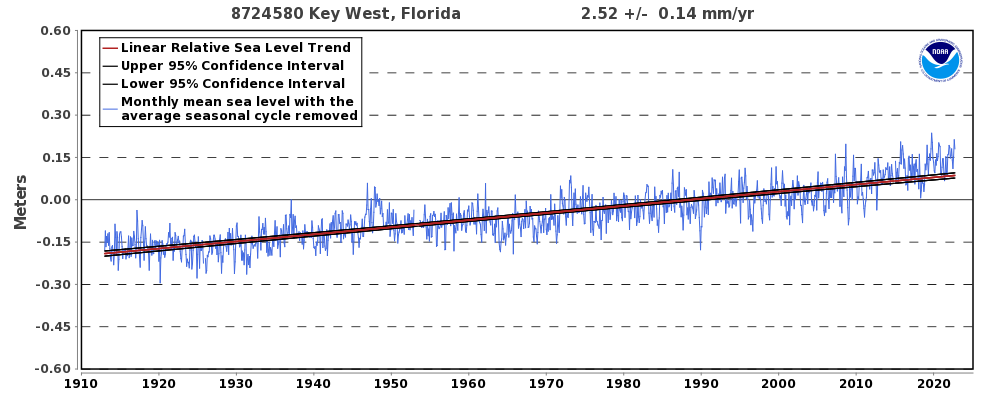 8724580 Key West, Florida 2.52 +/- 0.14 mm/yr
0.60
0.45
0.30
0.15
0.00
-0.15
-0.30
-0.45
-0.60
Meters
Linear Relative Sea Level Trend
Upper 95% Confidence Interval
Lower 95% Confidence Interval
Monthly mean sea level with the
average seasonal cycle removed
NOAA
1910 1920 1930 1940 1950 1960 1970 1980 1990 2000 2010 2020